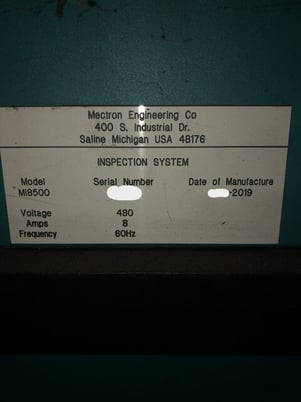 Mectron Engineering Co
400 S. Industrial Dr.
Saline Michigan USA 48176
INSPECTION SYSTEM
Model Serial Number Date of Manufacture
MI8500 -2019
Voltage 480
Amps 8
Frequency 60Hz